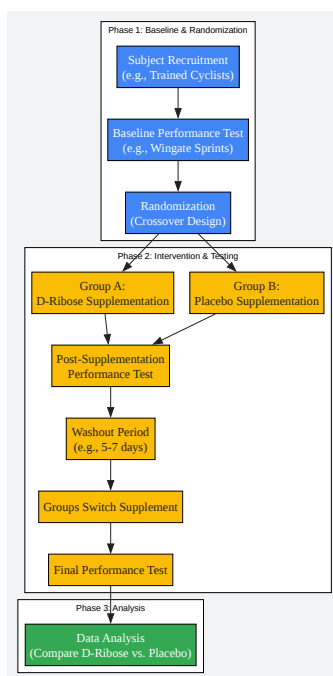 Phase 1: Baseline & Randomization
Subject Recruitment
(e.g., Trained Cyclists)
Baseline Performance Test
(e.g., Wingate Sprints)
Randomization
(Crossover Design)
Phase 2: Intervention & Testing
Group A:
D-Ribose Supplementation
Group B:
Placebo Supplementation
Post-Supplementation
Performance Test
Washout Period
(e.g., 5-7 days)
Groups Switch Supplement
Final Performance Test
Phase 3: Analysis
Data Analysis
(Compare D-Ribose vs. Placebo)